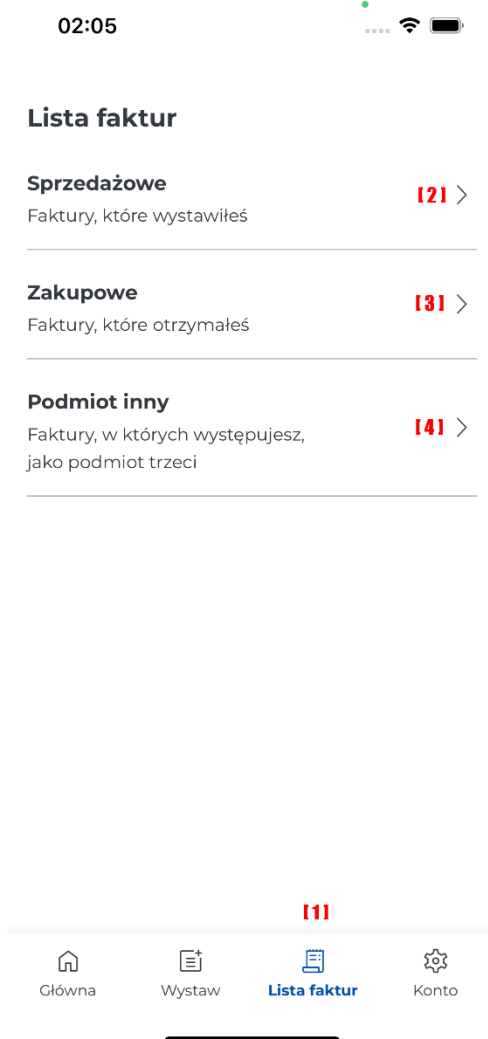 02:05
Lista faktur
Sprzedażowe
Faktury, które wystawiłeś
[2]
Zakupowe
Faktury, które otrzymałeś
[3]
Podmiot inny
Faktury, w których występujesz,
jako podmiot trzeci
[4]
[1]
Główna
Wystaw
Lista faktur
Konto